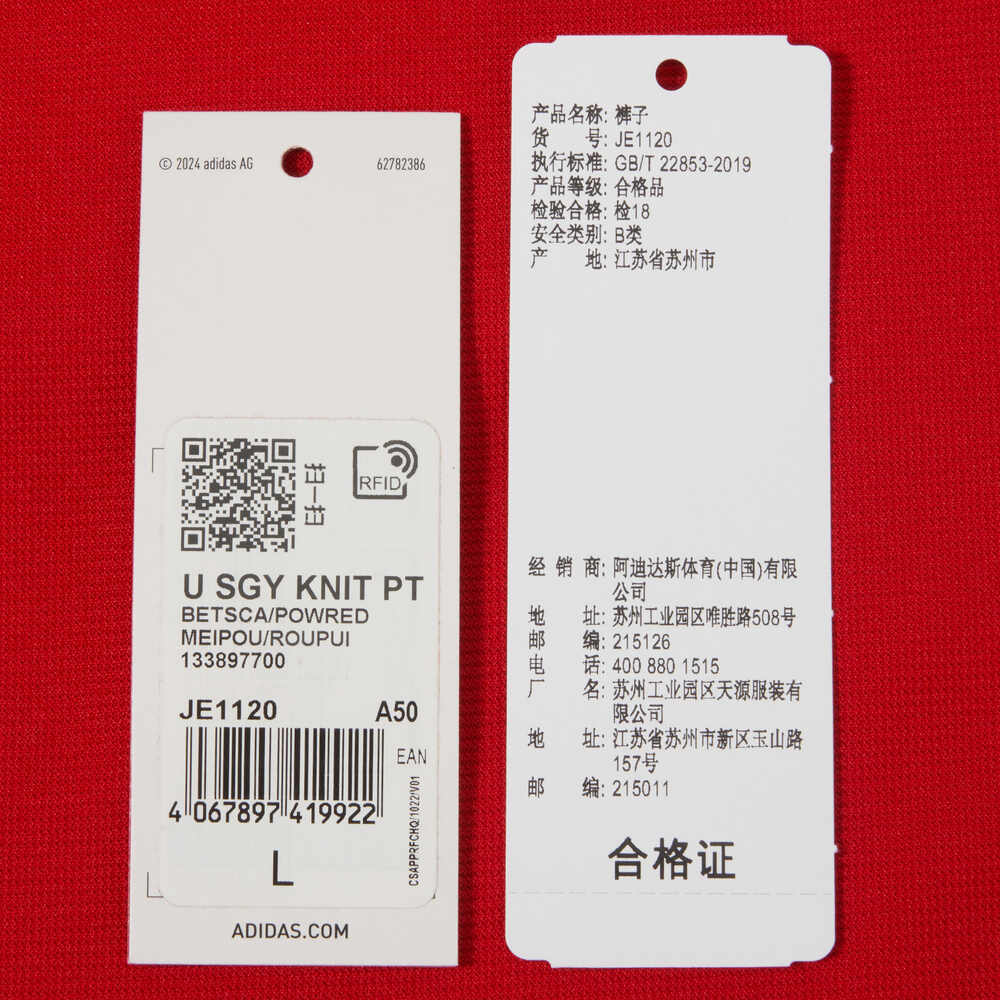 © 2024 adidas AG
62782386
扫一扫
RFID
U SGY KNIT PT
BETSCA/POWRED
MEIPOU/ROUPUI
133897700
JE1120 A50
EAN
4 067897 419922
CSAPPRFCHQ/1022/V01
L
ADIDAS.COM
产品名称: 裤子
货 号: JE1120
执行标准: GB/T 22853-2019
产品等级: 合格品
检验合格: 检18
安全类别: B类
产 地: 江苏省苏州市
经 销 商: 阿迪达斯体育(中国)有限
公司
地 址: 苏州工业园区唯胜路508号
邮 编: 215126
电 话: 400 880 1515
厂 名: 苏州工业园区天源服装有
限公司
地 址: 江苏省苏州市新区玉山路
157号
邮 编: 215011
合格证